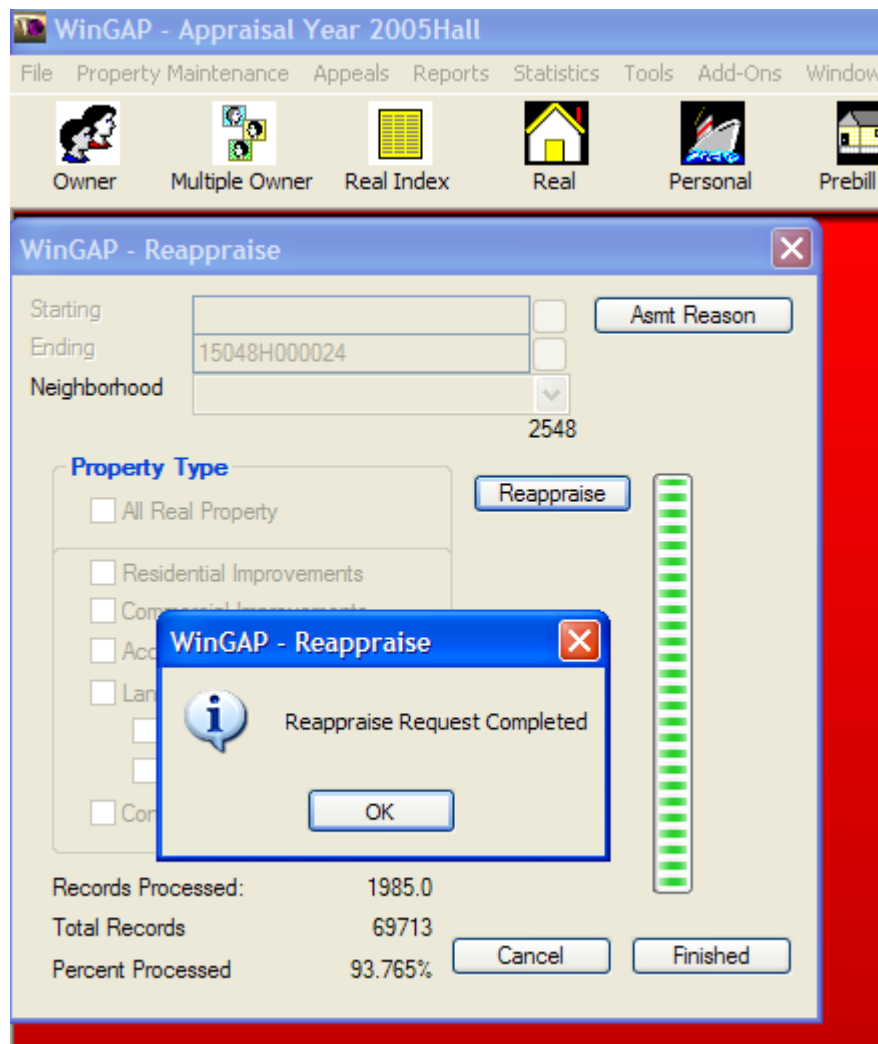 WinGAP - Appraisal Year 2005Hall
File Property Maintenance Appeals Reports Statistics Tools Add-Ons Window
Owner Multiple Owner Real Index Real Personal Prebill
WinGAP - Reappraise
Starting
Asmt Reason
Ending 15048H000024
Neighborhood
2548
Property Type
Reappraise
All Real Property
Residential Improvements
WinGAP - Reappraise
Reappraise Request Completed
OK
Records Processed: 1985.0
Total Records 69713
Cancel Finished
Percent Processed 93.765%